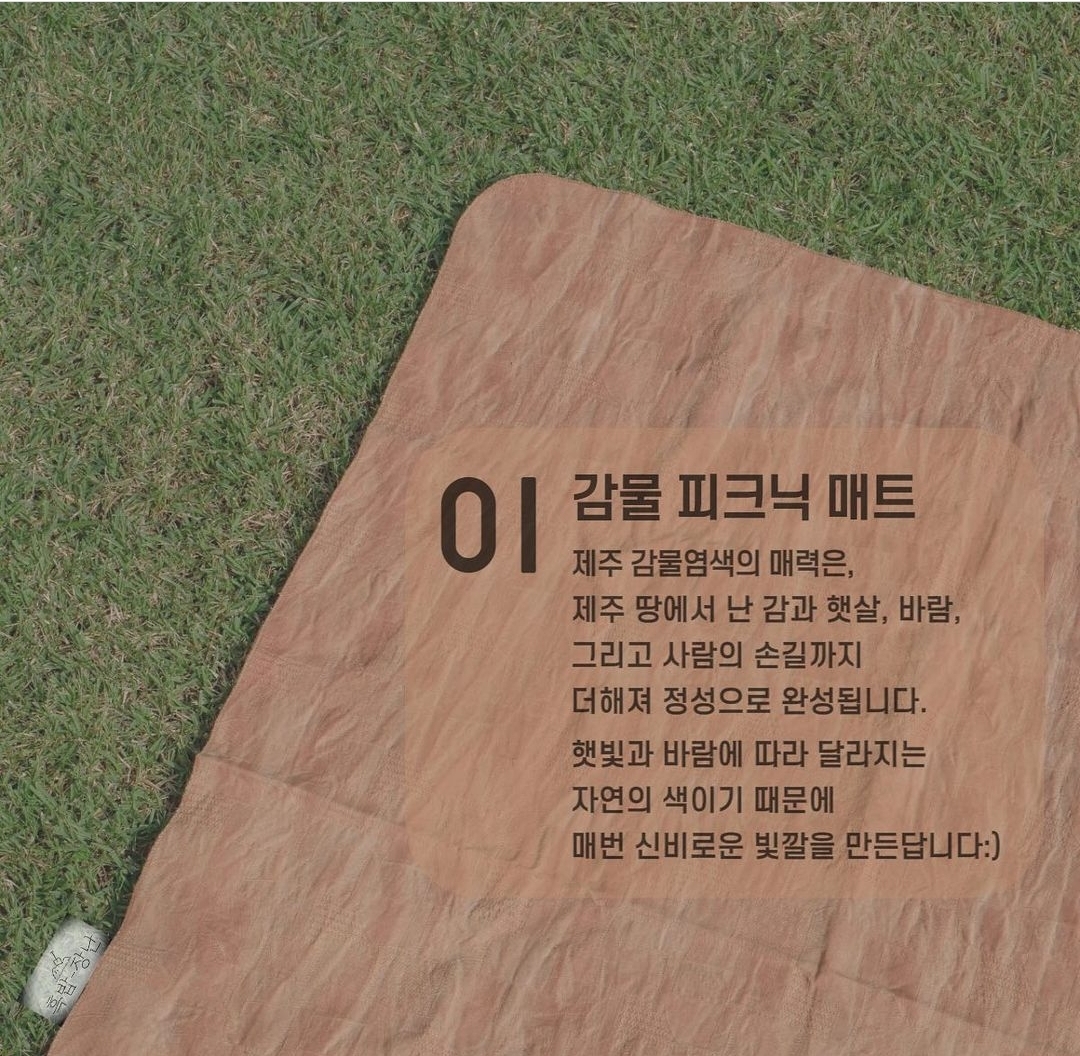 01
감물 피크닉 매트
제주 감물염색의 매력은,
제주 땅에서 난 감과 햇살, 바람,
그리고 사람의 손길까지
더해져 정성으로 완성됩니다.
햇빛과 바람에 따라 달라지는
자연의 색이기 때문에
매번 신비로운 빛깔을 만든답니다:)